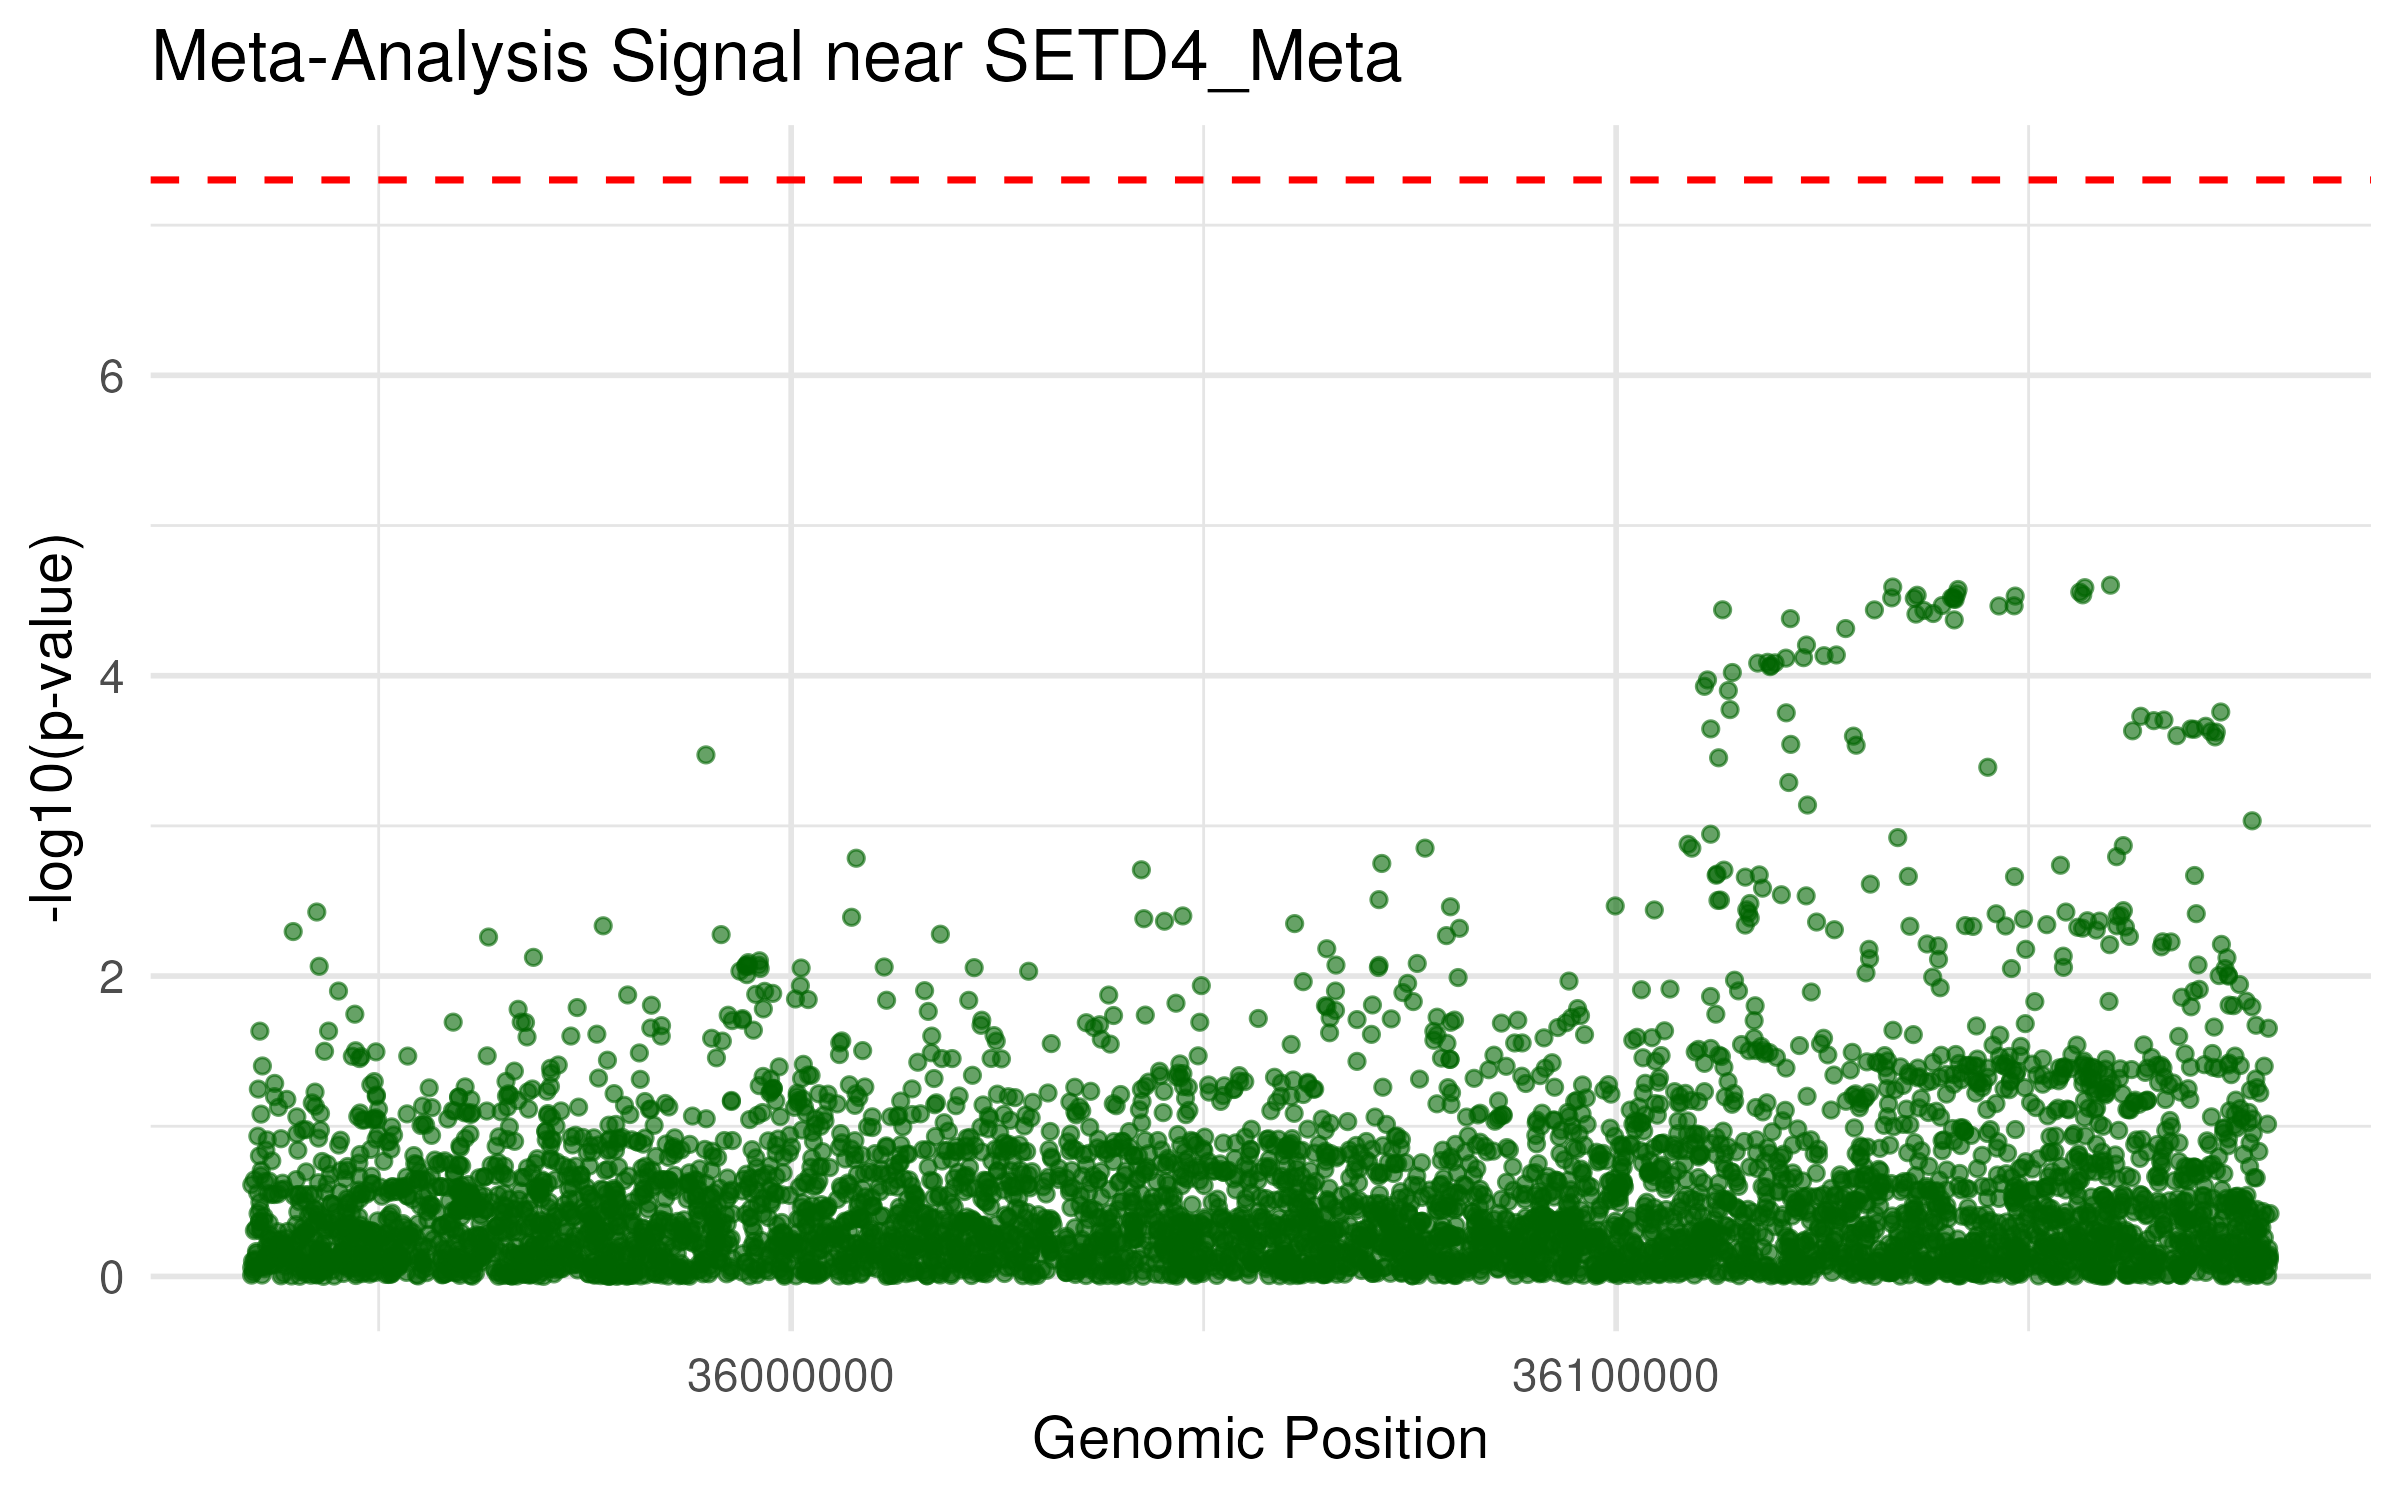 Meta-Analysis Signal near SETD4_Meta
-log10(p-value)
6
4
2
0
36000000
36100000
Genomic Position